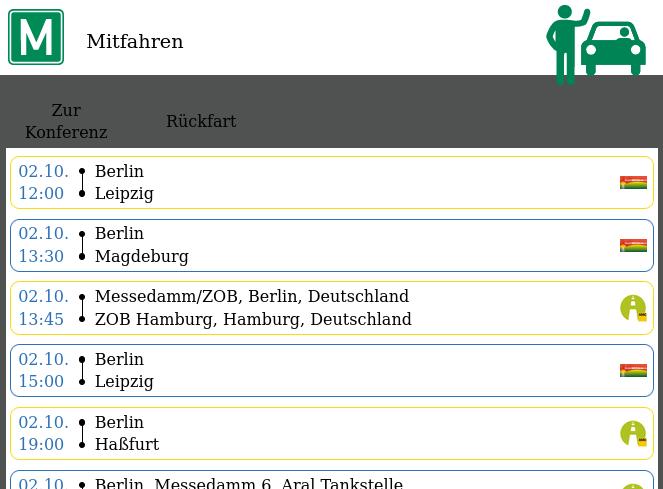 M
Mitfahren
Zur
Konferenz
Rückfart
02.10.
Berlin
12:00
Leipzig
02.10.
Berlin
13:30
Magdeburg
02.10.
Messedamm/ZOB, Berlin, Deutschland
13:45
ZOB Hamburg, Hamburg, Deutschland
02.10.
Berlin
15:00
Leipzig
02.10.
Berlin
19:00
Haßfurt
02.10.
Berlin, Messedamm 6, Aral Tankstelle